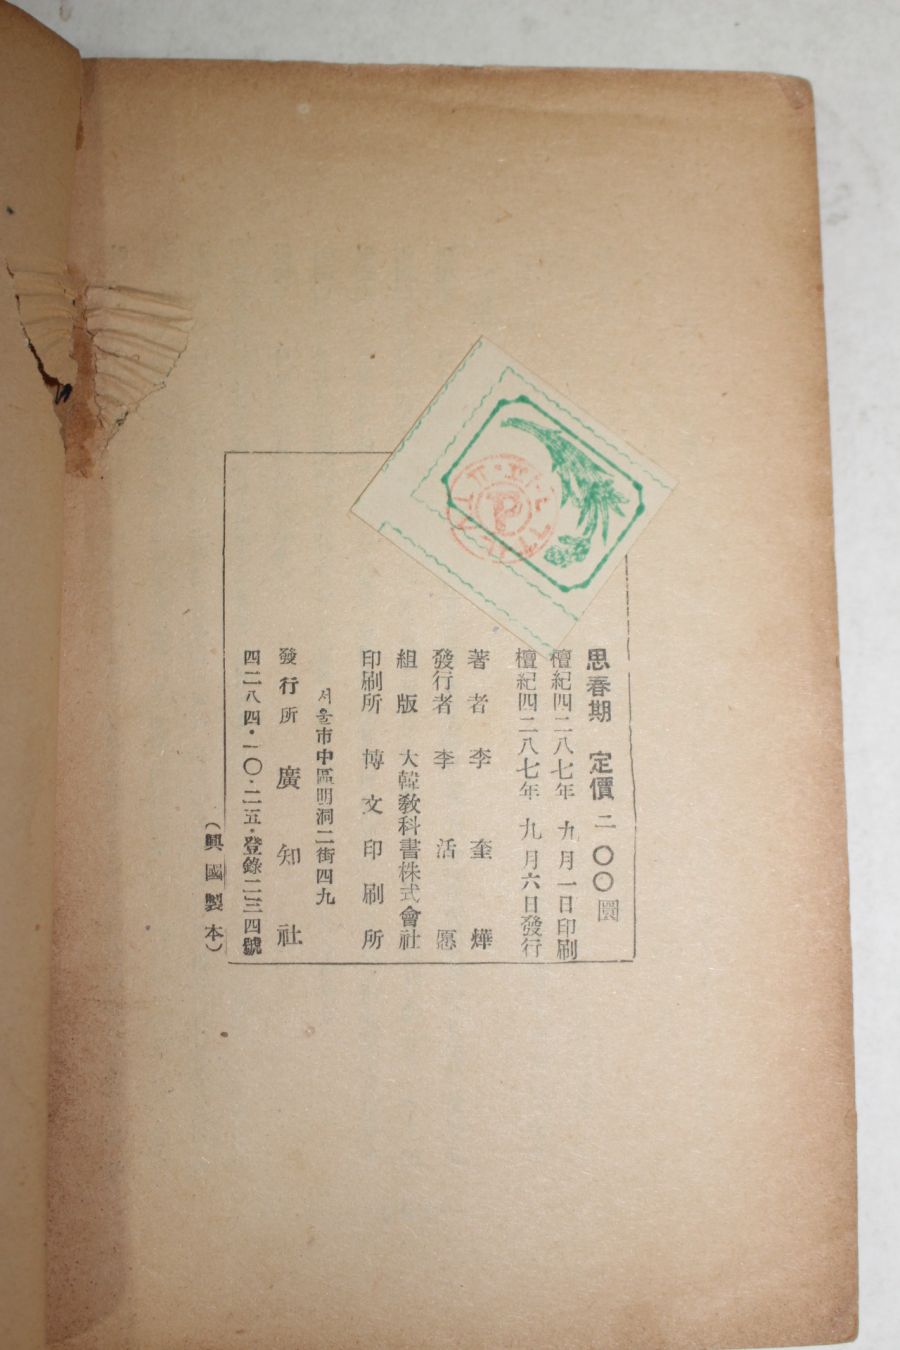 思春期 定價 二〇〇圜
檀紀四二八七年 九月一日印刷
檀紀四二八七年 九月六日發行
著者 李奎燁
發行者 李活愿
組版 大韓敎科書株式會社
印刷所 博文印刷所
서울市中區明洞二街四九
發行所 廣知社
四二八四·一〇·二五·登錄二三四號
(興國製本)